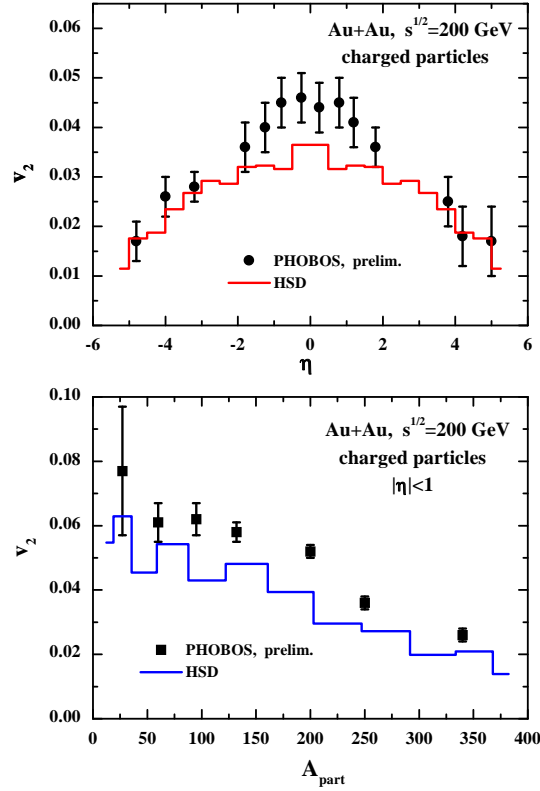 Au+Au, s^1/2=200 GeV
charged particles
0.06
0.05
0.04
0.03
0.02
0.01
0.00
v2
PHOBOS, prelim.
HSD
-6 -4 -2 0 2 4 6
η
Au+Au, s^1/2=200 GeV
charged particles
|η|<1
0.10
0.08
0.06
0.04
0.02
0.00
v2
PHOBOS, prelim.
HSD
0 50 100 150 200 250 300 350 400
A_part